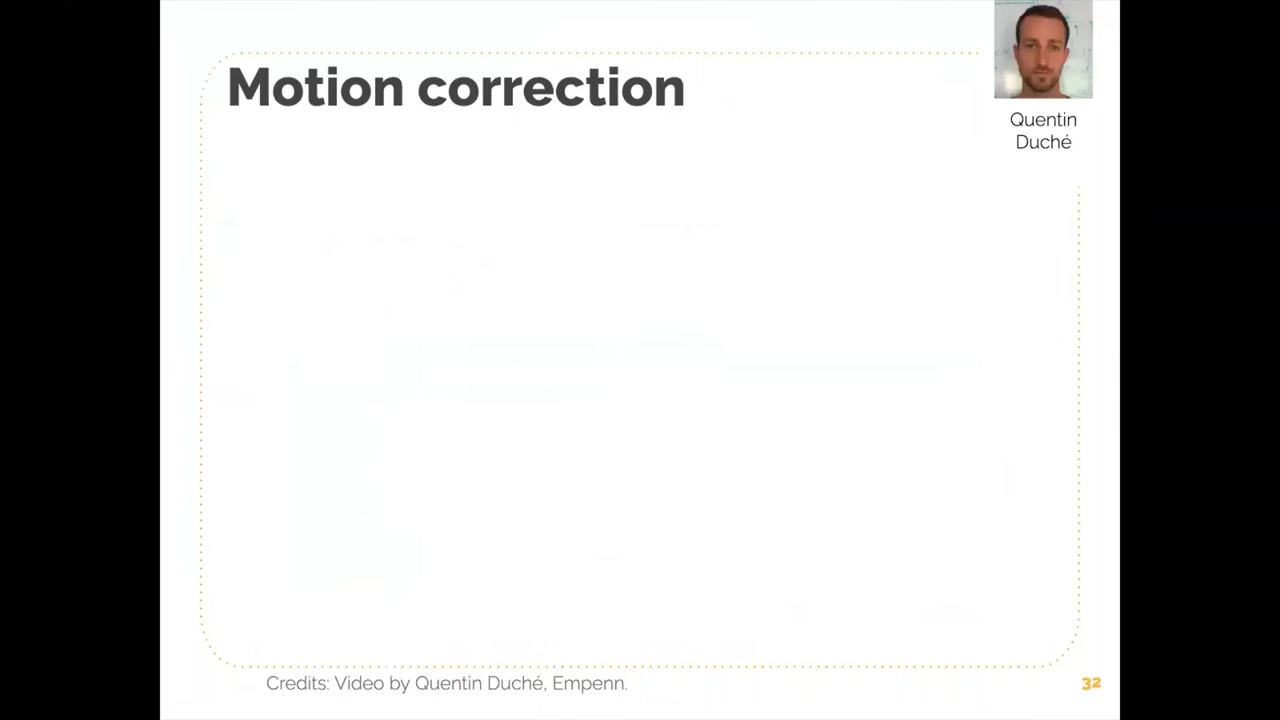 Motion correction
Quentin
Duché
Credits: Video by Quentin Duché, Empenn.
32